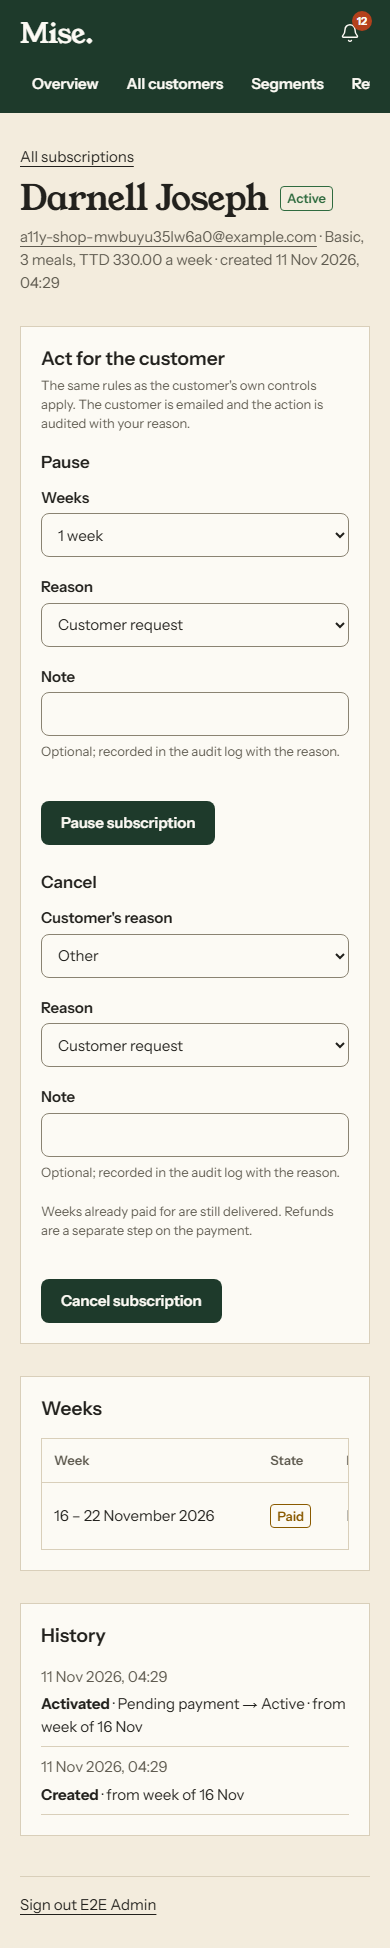 Mise.
12
Overview All customers Segments
All subscriptions
Darnell Joseph Active
a11y-shop-mwbuyu35lw6a0@example.com · Basic,
3 meals, TTD 330.00 a week · created 11 Nov 2026,
04:29
Act for the customer
The same rules as the customer's own controls
apply. The customer is emailed and the action is
audited with your reason.
Pause
Weeks
1 week
Reason
Customer request
Note
Optional; recorded in the audit log with the reason.
Pause subscription
Cancel
Customer's reason
Other
Reason
Customer request
Note
Optional; recorded in the audit log with the reason.
Weeks already paid for are still delivered. Refunds
are a separate step on the payment.
Cancel subscription
Weeks
Week State
16 – 22 November 2026 Paid
History
11 Nov 2026, 04:29
Activated · Pending payment → Active · from
week of 16 Nov
11 Nov 2026, 04:29
Created · from week of 16 Nov
Sign out E2E Admin